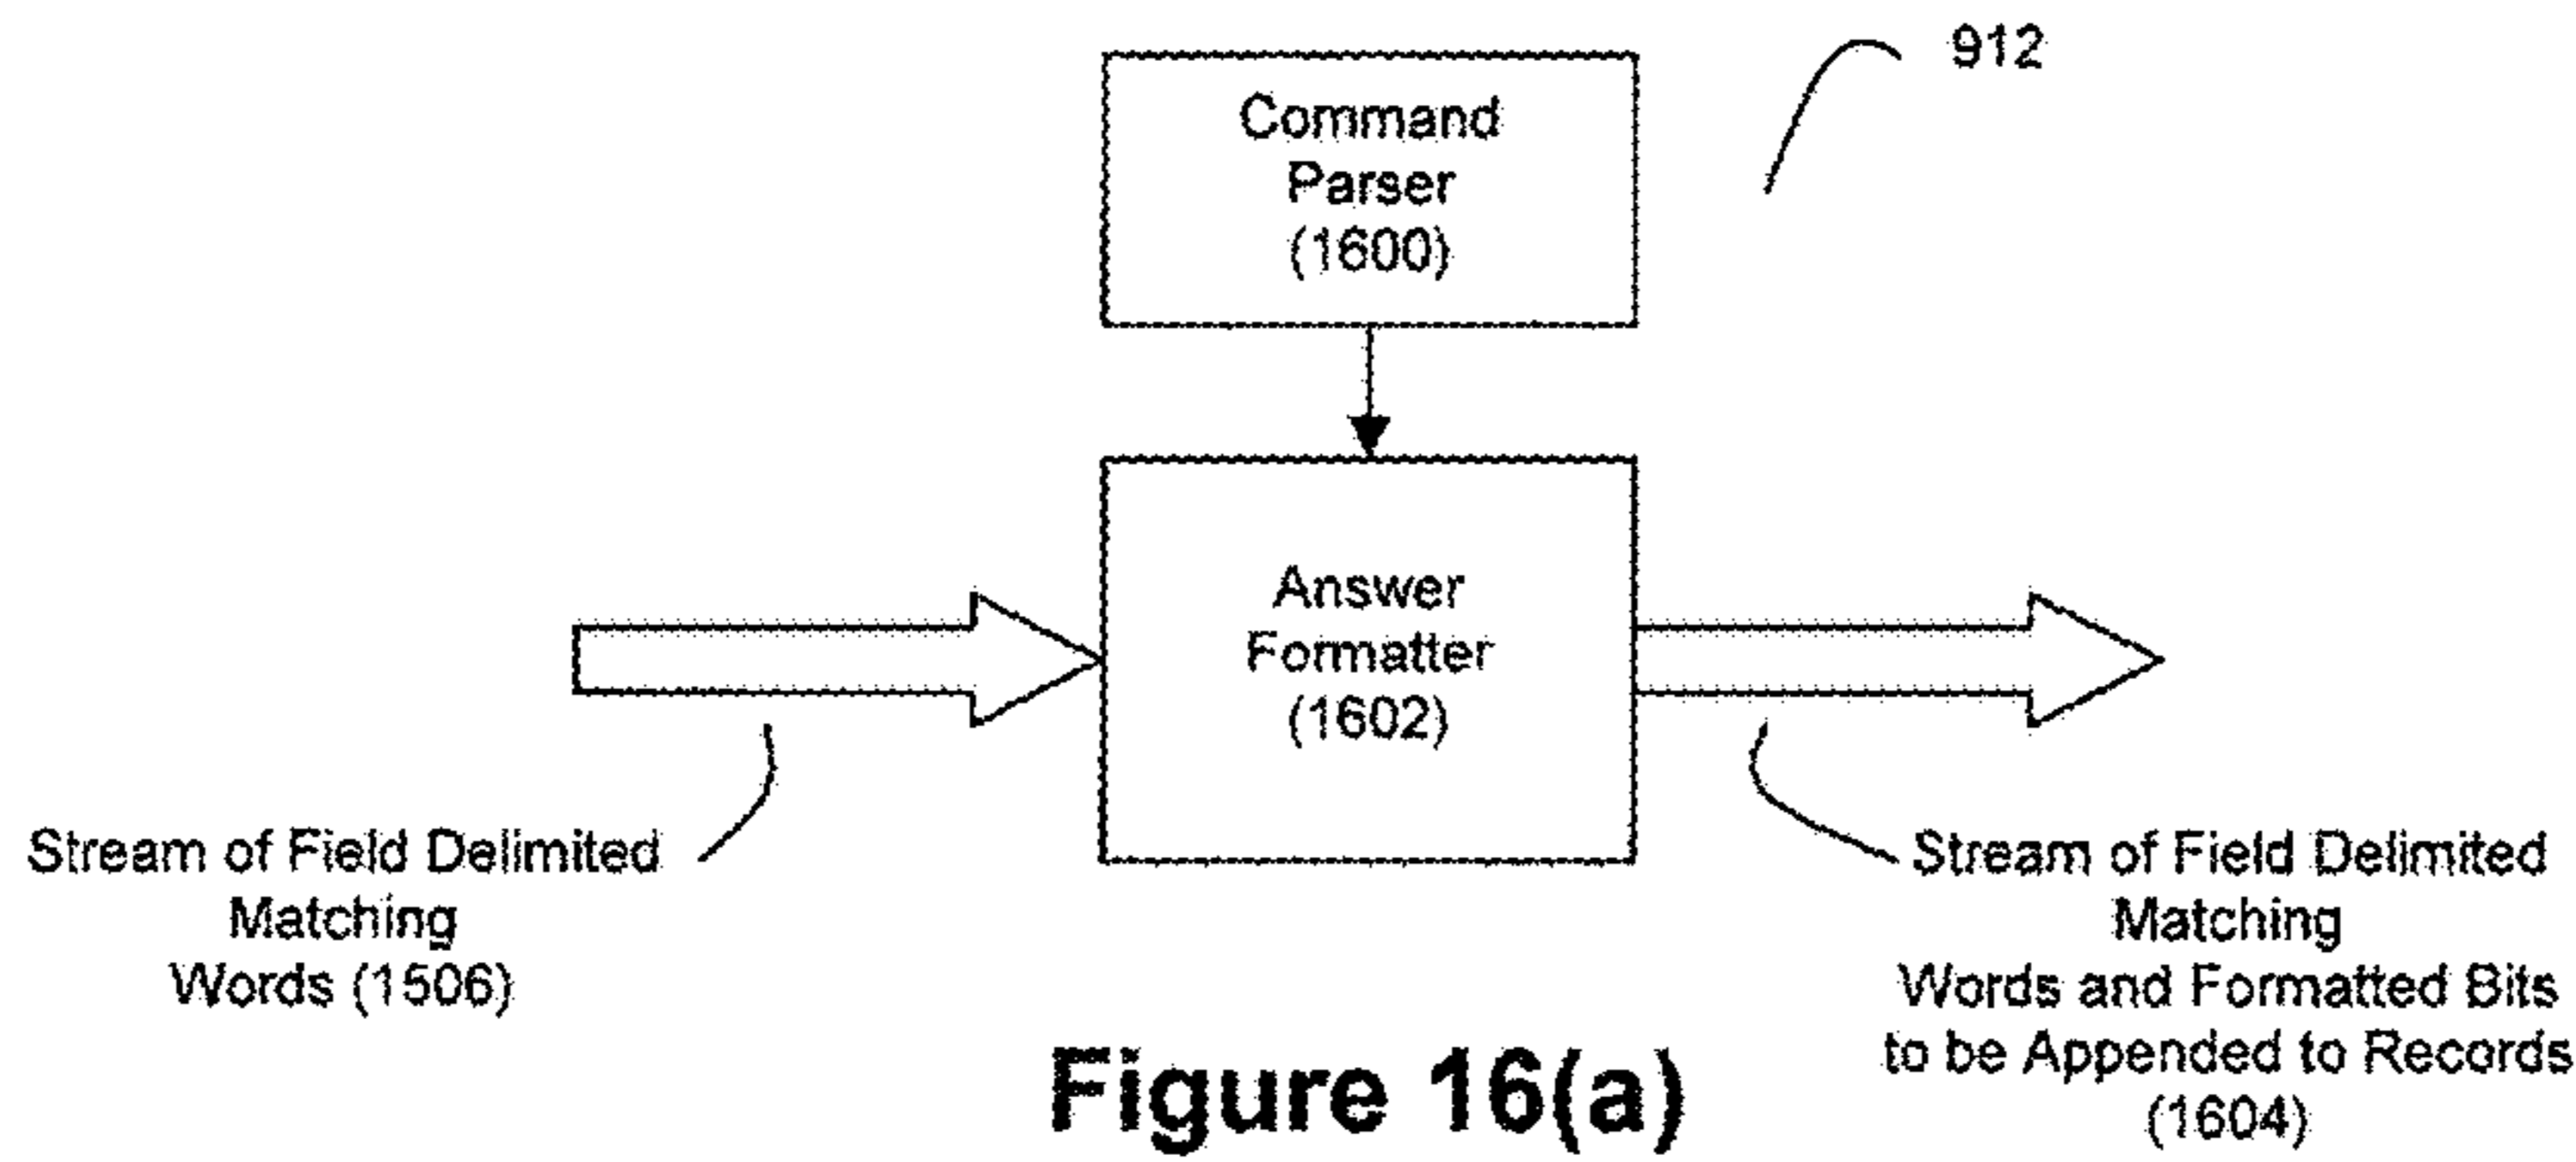 912
Command
Parser
(1600)
Answer
Formatter
(1602)
Stream of Field Delimited
Matching
Words (1506)
Stream of Field Delimited
Matching
Words and Formatted Bits
to be Appended to Records
(1604)
Figure 16(a)